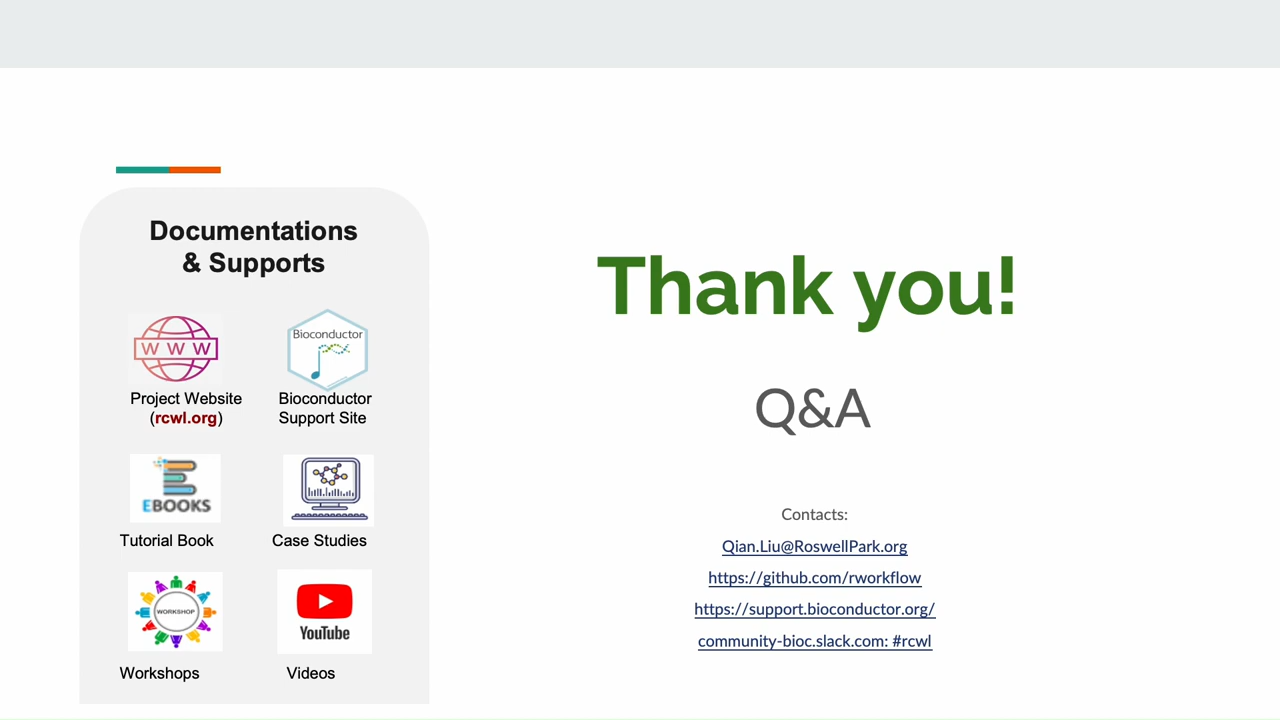 Documentations
& Supports
WWW
Bioconductor
Project Website
(rcwl.org)
Bioconductor
Support Site
EBOOKS
Tutorial Book
Case Studies
WORKSHOP
YouTube
Workshops
Videos
Thank you!
Q&A
Contacts:
Qian.Liu@RoswellPark.org
https://github.com/rworkflow
https://support.bioconductor.org/
community-bioc.slack.com: #rcwl